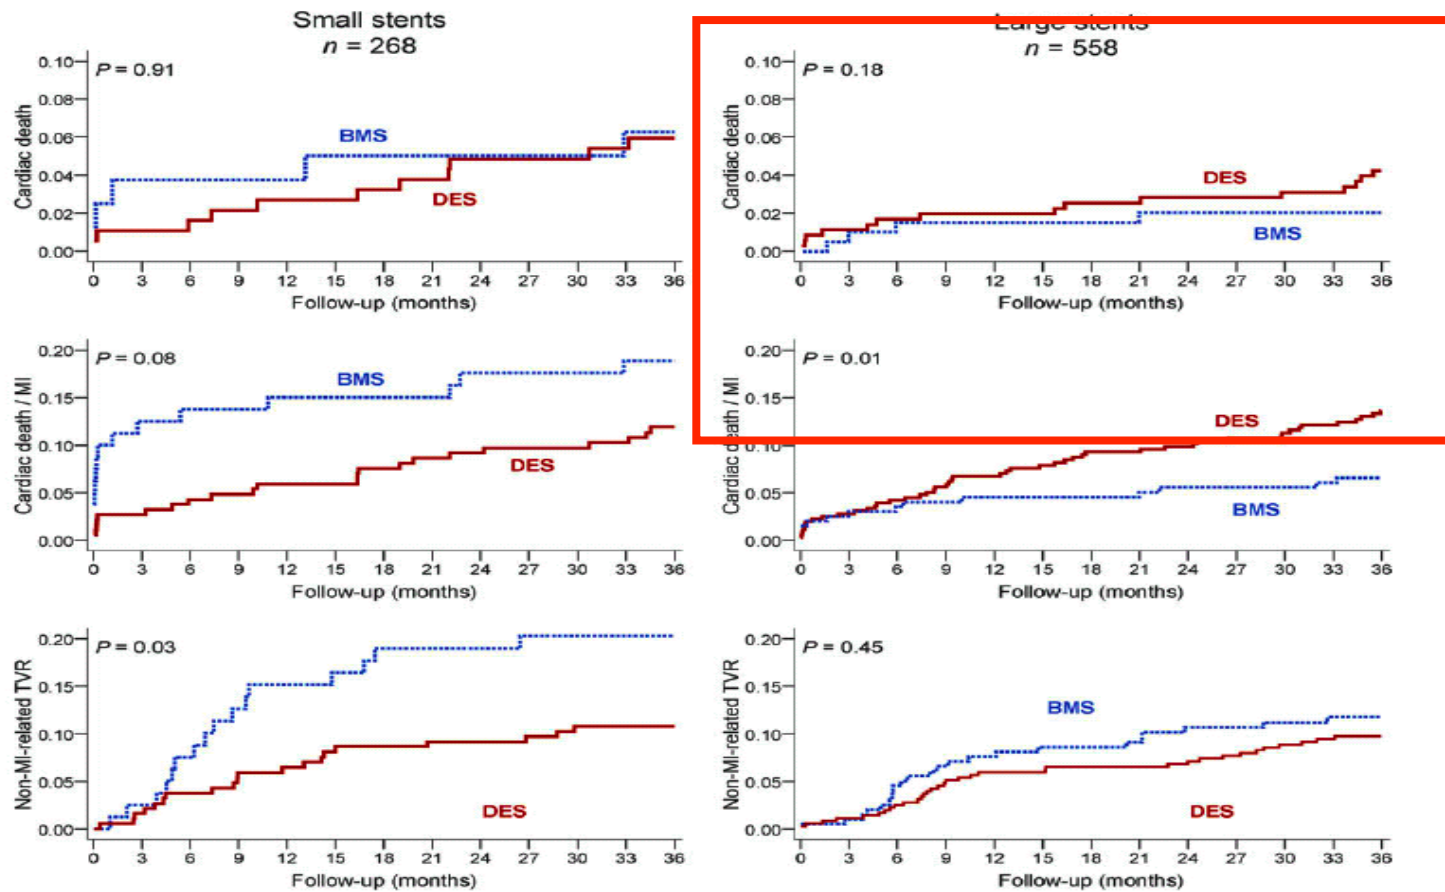 Small stents
n = 268
P = 0.91
BMS
DES
Cardiac death
0.10
0.08
0.06
0.04
0.02
0.00
0 3 6 9 12 15 18 21 24 27 30 33 36
Follow-up (months)
Large stents
n = 558
P = 0.18
DES
BMS
Cardiac death
0.10
0.08
0.06
0.04
0.02
0.00
0 3 6 9 12 15 18 21 24 27 30 33 36
Follow-up (months)
P = 0.08
BMS
DES
Cardiac death / MI
0.20
0.15
0.10
0.05
0.00
0 3 6 9 12 15 18 21 24 27 30 33 36
Follow-up (months)
P = 0.01
DES
BMS
Cardiac death / MI
0.20
0.15
0.10
0.05
0.00
0 3 6 9 12 15 18 21 24 27 30 33 36
Follow-up (months)
P = 0.03
DES
Non-MI-related TVR
0.20
0.15
0.10
0.05
0.00
0 3 6 9 12 15 18 21 24 27 30 33 36
Follow-up (months)
P = 0.45
BMS
DES
Non-MI-related TVR
0.20
0.15
0.10
0.05
0.00
0 3 6 9 12 15 18 21 24 27 30 33 36
Follow-up (months)